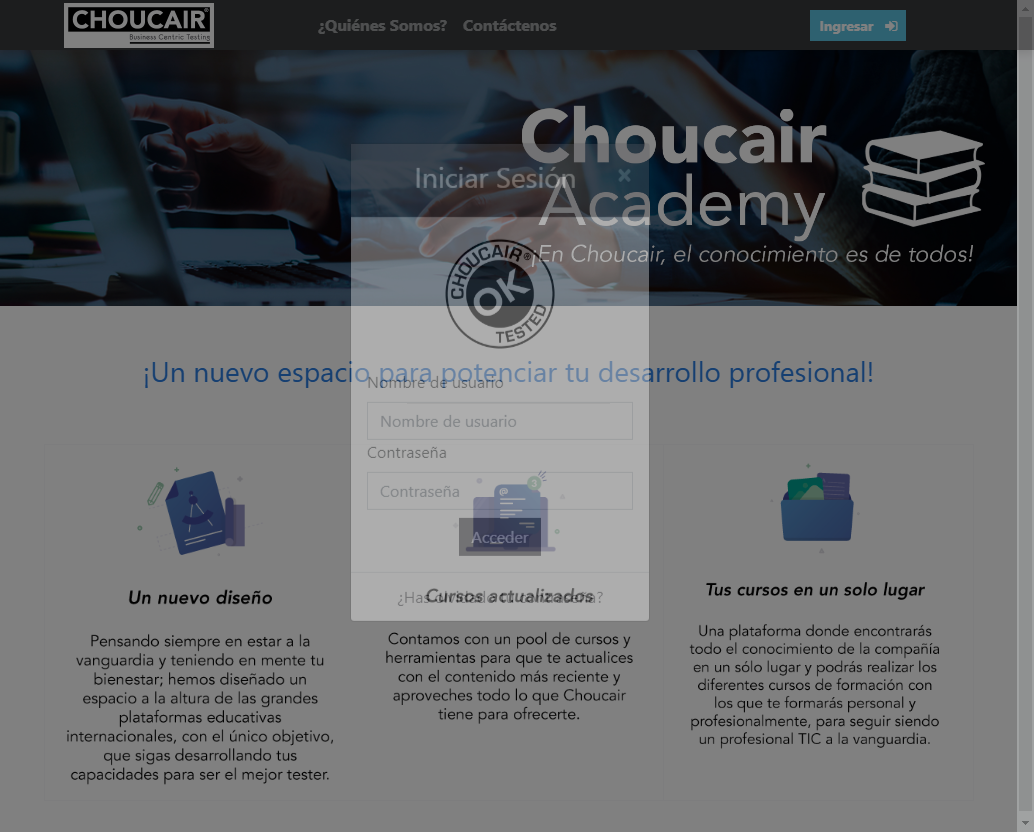 CHOUCAIR®
Business Centric Testing
¿Quiénes Somos?
Contáctenos
Ingresar
Choucair
Academy
¡En Choucair, el conocimiento es de todos!
Iniciar Sesión
×
CHOUCAIR®
OK
TESTED
¡Un nuevo espacio para potenciar tu desarrollo profesional!
Nombre de usuario
Nombre de usuario
Contraseña
Contraseña
3
Acceder
¿Has olvidado tu contraseña?
Un nuevo diseño
Pensando siempre en estar a la
vanguardia y teniendo en mente tu
bienestar; hemos diseñado un
espacio a la altura de las grandes
plataformas educativas
internacionales, con el único objetivo,
que sigas desarrollando tus
capacidades para ser el mejor tester.
Cursos actualizados
Contamos con un pool de cursos y
herramientas para que te actualices
con el contenido más reciente y
aproveches todo lo que Choucair
tiene para ofrecerte.
Tus cursos en un solo lugar
Una plataforma donde encontrarás
todo el conocimiento de la compañía
en un sólo lugar y podrás realizar los
diferentes cursos de formación con
los que te formarás personal y
profesionalmente, para seguir siendo
un profesional TIC a la vanguardia.